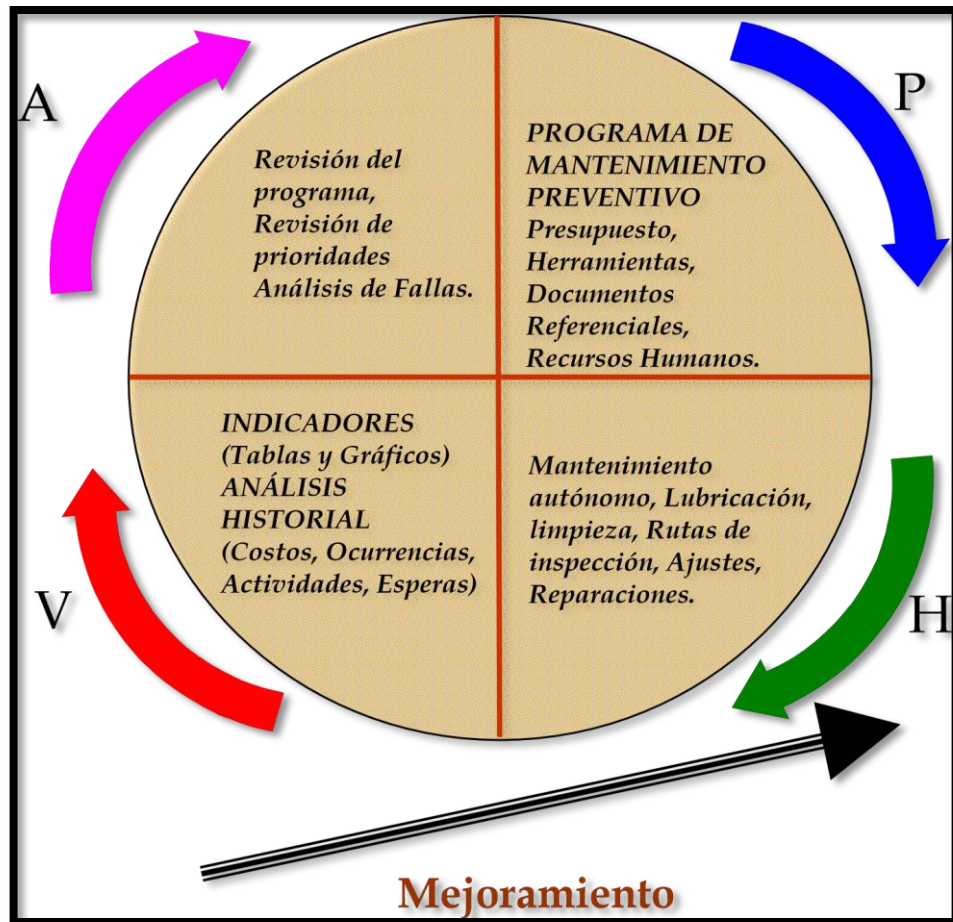 A
P
Revisión del
programa,
Revisión de
prioridades
Análisis de Fallas.
PROGRAMA DE
MANTENIMIENTO
PREVENTIVO
Presupuesto,
Herramientas,
Documentos
Referenciales,
Recursos Humanos.
INDICADORES
(Tablas y Gráficos)
ANÁLISIS
HISTORIAL
(Costos, Ocurrencias,
Actividades, Esperas)
Mantenimiento
autónomo, Lubricación,
limpieza, Rutas de
inspección, Ajustes,
Reparaciones.
V
H
Mejoramiento